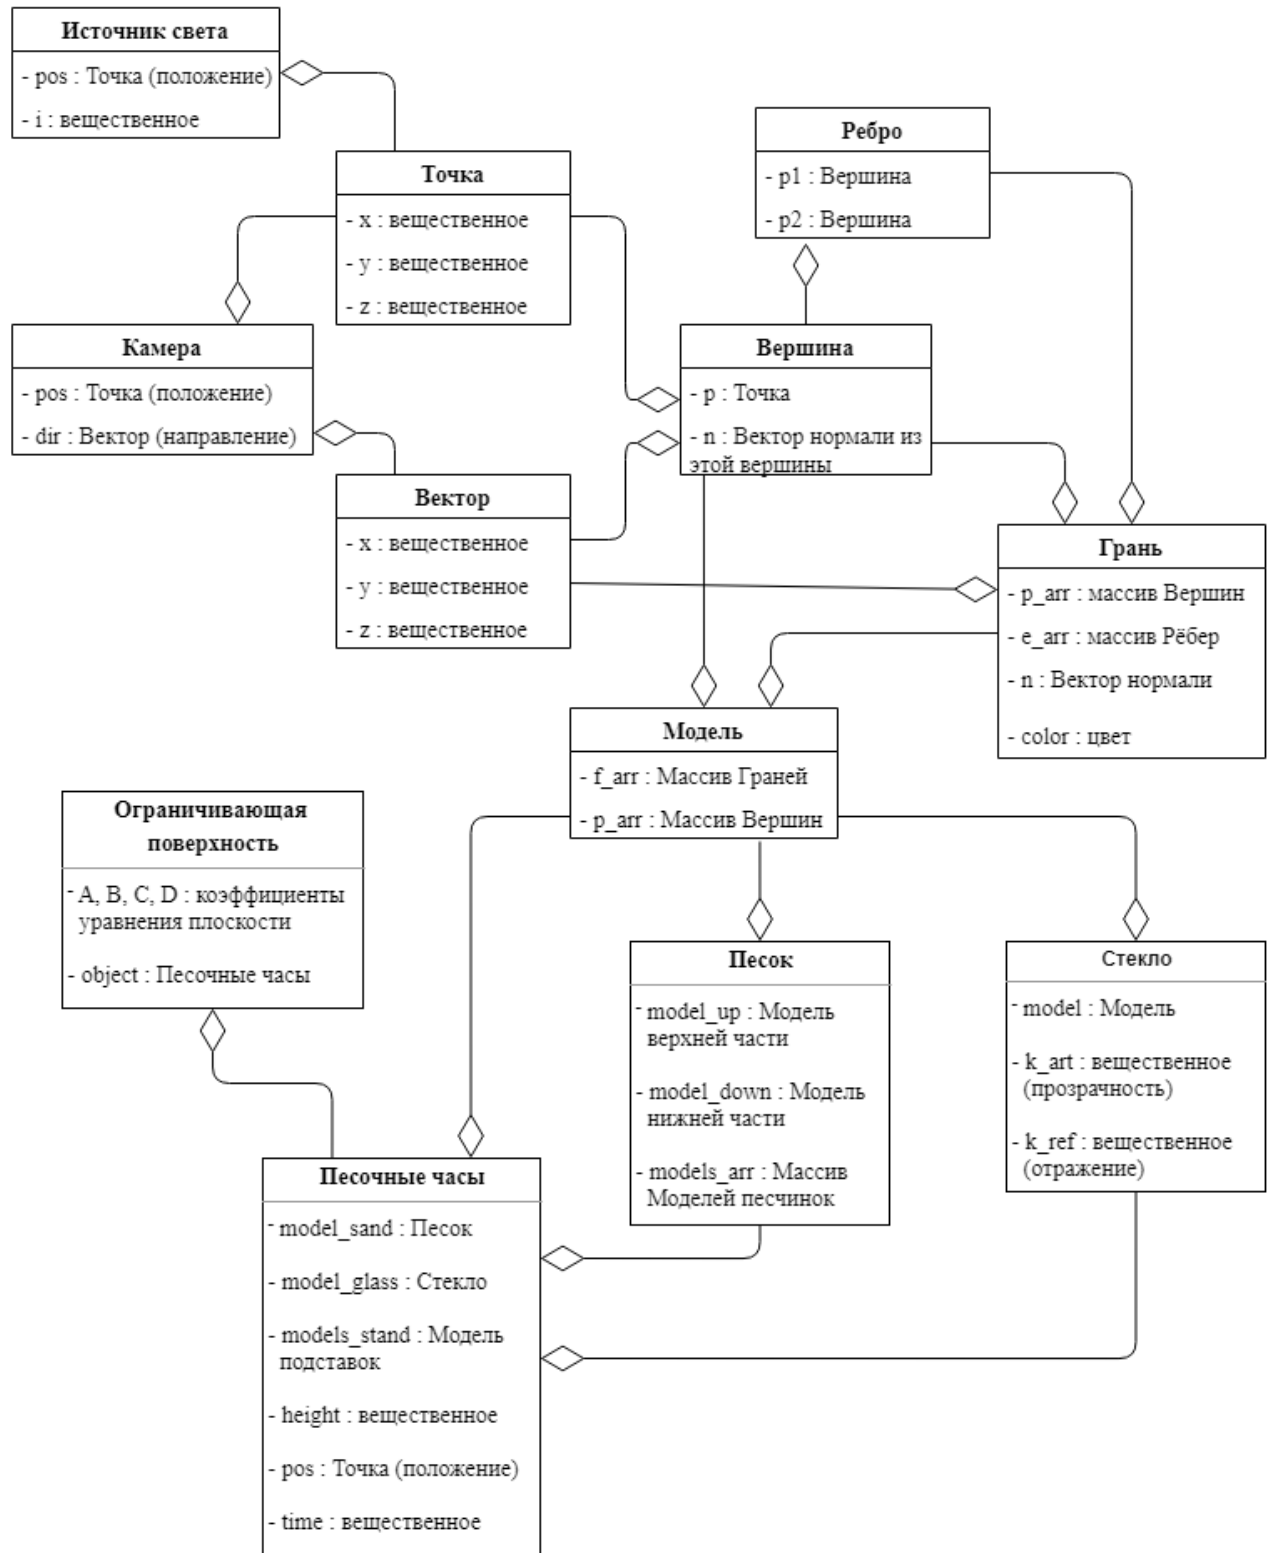 Источник света
- pos : Точка (положение)
- i : вещественное
Ребро
- p1 : Вершина
- p2 : Вершина
Точка
- x : вещественное
- y : вещественное
- z : вещественное
Камера
- pos : Точка (положение)
- dir : Вектор (направление)
Вершина
- p : Точка
- n : Вектор нормали из
этой вершины
Вектор
- x : вещественное
- y : вещественное
- z : вещественное
Грань
- p_arr : массив Вершин
- e_arr : массив Рёбер
- n : Вектор нормали
- color : цвет
Модель
- f_arr : Массив Граней
- p_arr : Массив Вершин
Ограничивающая
поверхность
- A, B, C, D : коэффициенты
уравнения плоскости
- object : Песочные часы
Песок
- model_up : Модель
верхней части
- model_down : Модель
нижней части
- models_arr : Массив
Моделей песчинок
Стекло
- model : Модель
- k_art : вещественное
(прозрачность)
- k_ref : вещественное
(отражение)
Песочные часы
- model_sand : Песок
- model_glass : Стекло
- models_stand : Модель
подставок
- height : вещественное
- pos : Точка (положение)
- time : вещественное